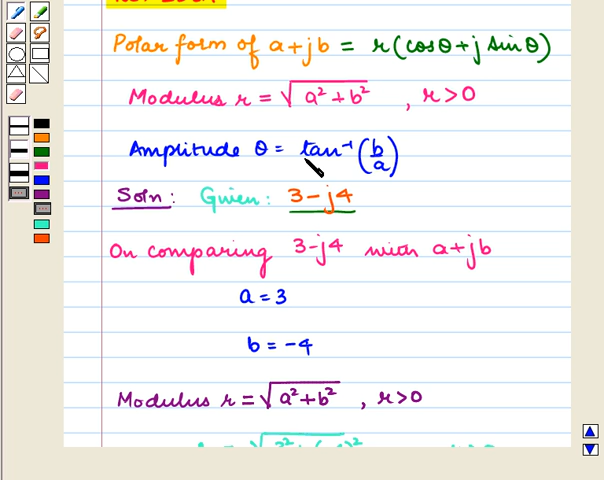 Polar form of a+jb = r(cosθ+j sinθ)
Modulus r = √a²+b² , r>0
Amplitude θ = tan⁻¹(b/a)
Soln: Given: 3-j4
On comparing 3-j4 with a+jb
a=3
b=-4
Modulus r = √a²+b² , r>0